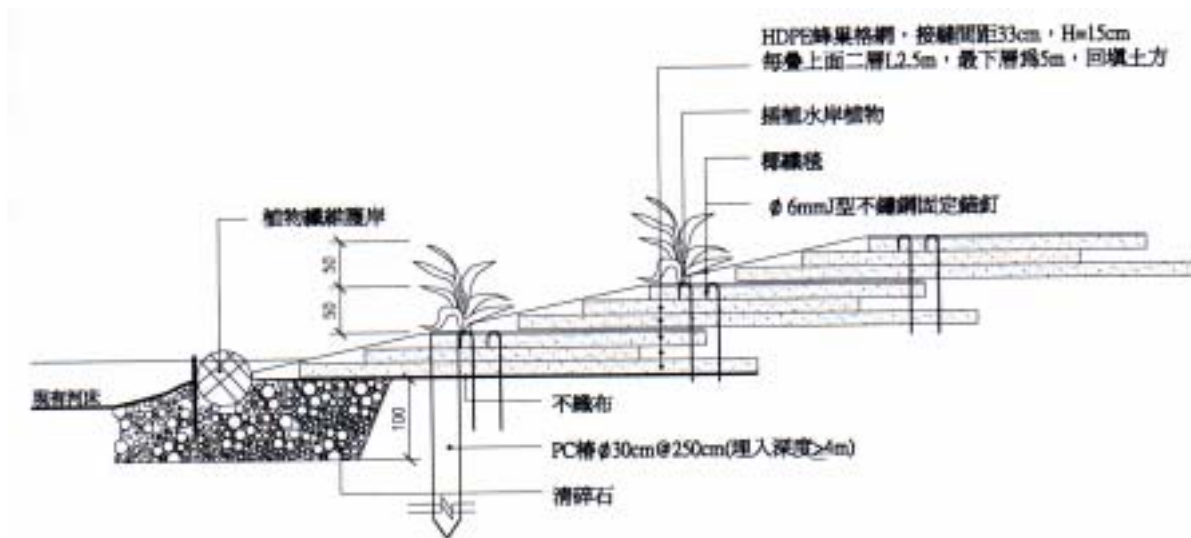 HDPE蜂巢格網，接縫間距33cm，H=15cm
每疊上面二層L2.5m，最下層為5m，回填土方
插植水岸植物
椰纖毯
ϕ 6mmJ型不鏽鋼固定錨釘
植物纖維護岸
50
50
現有河床
100
不織布
PC樁ϕ30cm@250cm(埋入深度≥4m)
清碎石